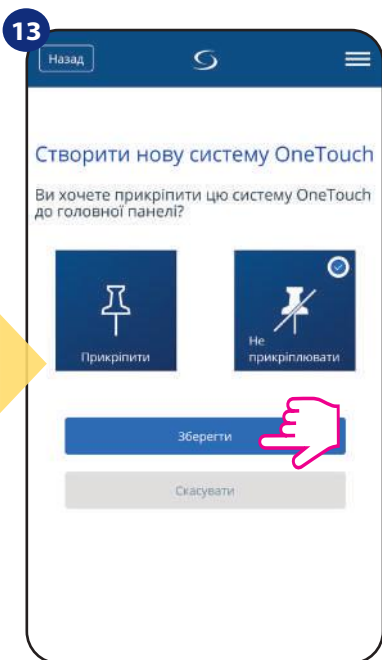 13
Назад
Створити нову систему OneTouch
Ви хочете прикріпити цю систему OneTouch
до головної панелі?
Прикріпити
Не
прикріплювати
Зберегти
Скасувати